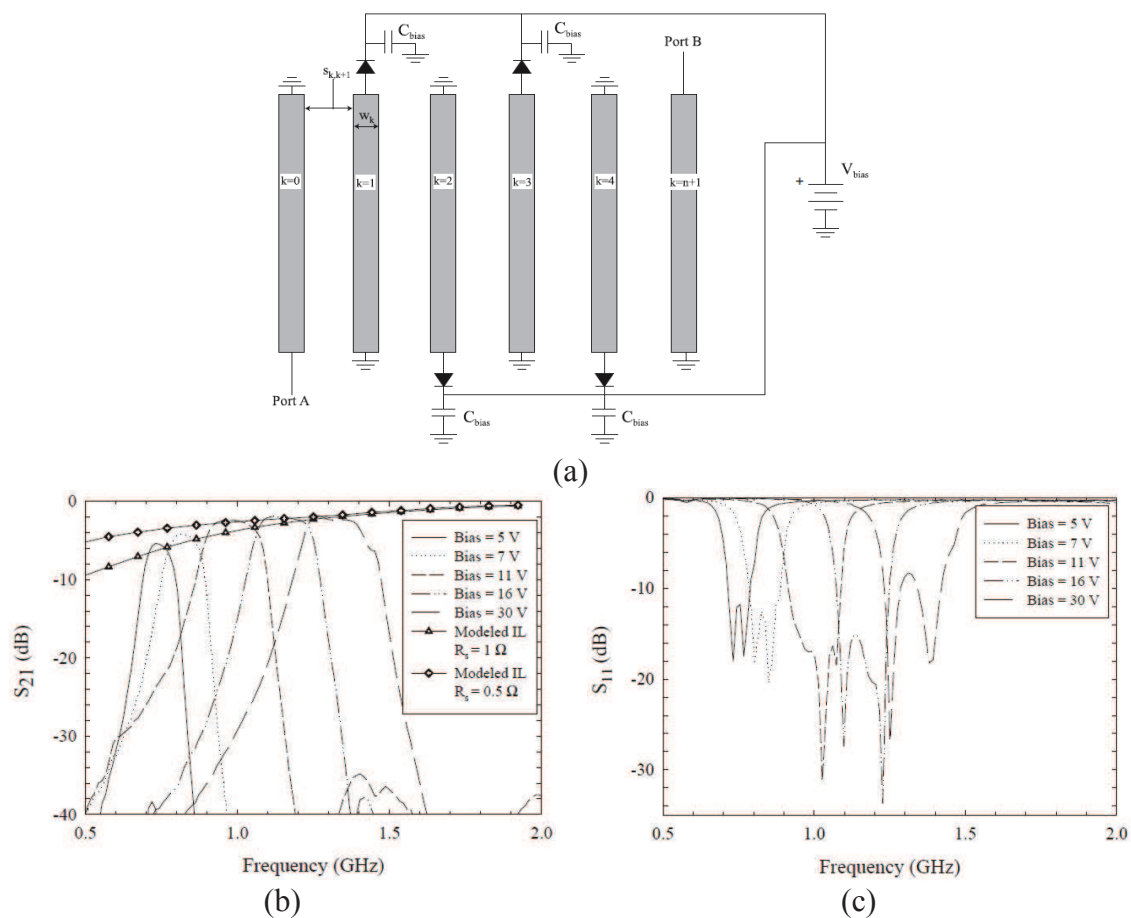 C_bias
C_bias
Port B
s_k,k+1
w_k
k=0
k=1
k=2
k=3
k=4
k=n+1
V_bias
+
Port A
C_bias
C_bias
(a)
0
-10
-20
-30
-40
S_21 (dB)
0.5
1.0
1.5
2.0
Frequency (GHz)
Bias = 5 V
Bias = 7 V
Bias = 11 V
Bias = 16 V
Bias = 30 V
Modeled IL
R_s = 1 Ω
Modeled IL
R_s = 0.5 Ω
(b)
0
-10
-20
-30
S_11 (dB)
0.5
1.0
1.5
2.0
Frequency (GHz)
Bias = 5 V
Bias = 7 V
Bias = 11 V
Bias = 16 V
Bias = 30 V
(c)